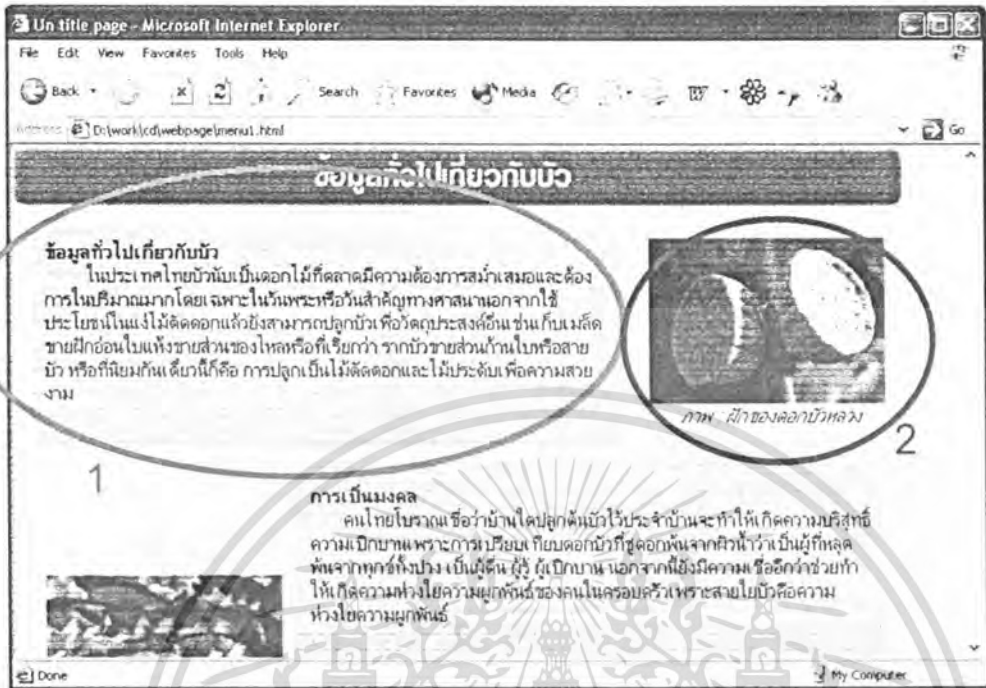 Un title page - Microsoft Internet Explorer
File Edit View Favorites Tools Help
Back Search Favorites Media
Address D:\work\cd\webpage\menu1.html Go
ข้อมูลทั่วไปเกี่ยวกับบัว
ข้อมูลทั่วไปเกี่ยวกับบัว
ในประเทศไทยบัวนับเป็นดอกไม้ที่ตลาดมีความต้องการสม่ำเสมอและต้อง
การในปริมาณมากโดยเฉพาะในวันพระหรือวันสำคัญทางศาสนานอกจากใช้
ประโยชน์ในแง่ไม้ตัดดอกแล้วยังสามารถปลูกบัวเพื่อวัตถุประสงค์อื่นเช่นเก็บเมล็ด
ขายฝักอ่อนใบแห้งขายส่วนของไหลหรือที่เรียกว่า รากบัวขายส่วนก้านใบหรือสาย
บัว หรือที่นิยมกันเดี๋ยวนี้ก็คือ การปลูกเป็นไม้ตัดดอกและไม้ประดับเพื่อความสวย
งาม
ภาพ : ฝักของดอกบัวหลวง
1
2
การเป็นมงคล
คนไทยโบราณเชื่อว่าบ้านใดปลูกต้นบัวไว้ประจำบ้านจะทำให้เกิดความบริสุทธิ์
ความเบิกบานเพราะการเปรียบเทียบดอกบัวที่ชูดอกพ้นจากผิวน้ำว่าเป็นผู้ที่หลุด
พ้นจากทุกข์ทั้งปวง เป็นผู้ตื่น ผู้รู้ ผู้เบิกบาน นอกจากนี้ยังมีความเชื่ออีกว่าช่วยทำ
ให้เกิดความห่วงใยความผูกพันธ์ของคนในครอบครัวเพราะสายใยบัวคือความ
ห่วงใยความผูกพันธ์
Done My Computer